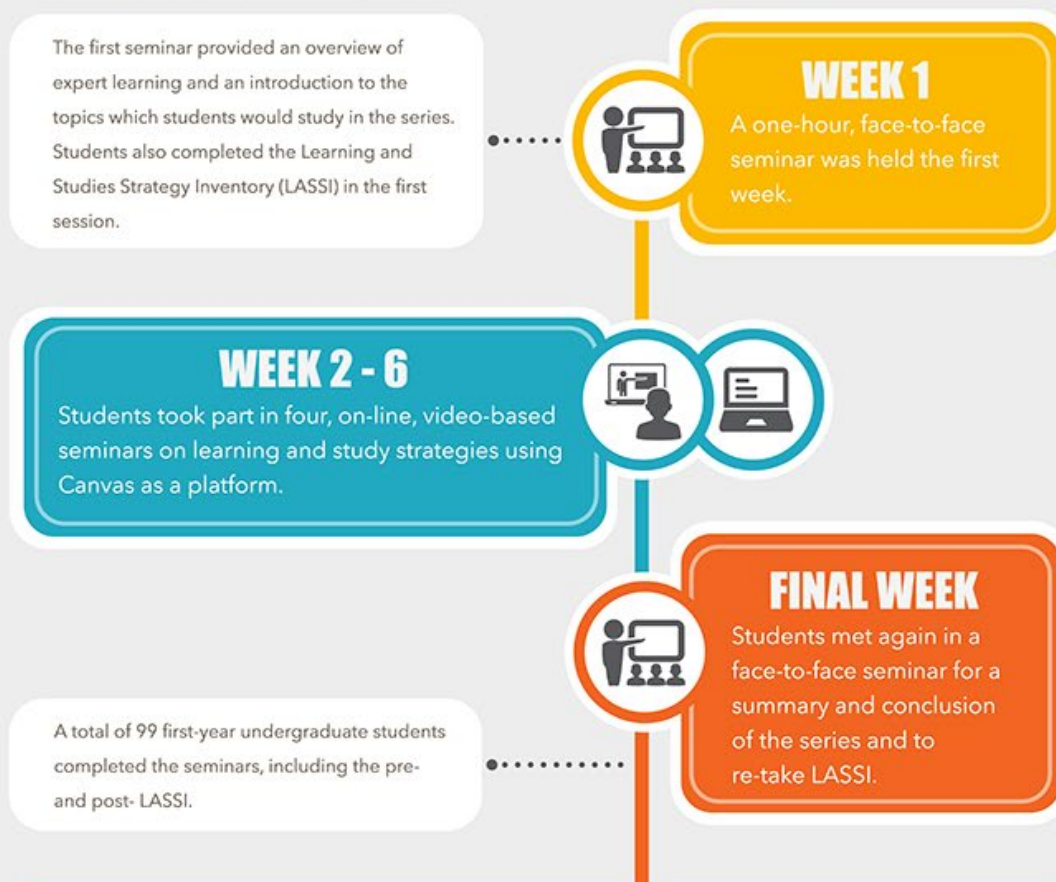 The first seminar provided an overview of
expert learning and an introduction to the
topics which students would study in the series.
Students also completed the Learning and
Studies Strategy Inventory (LASSI) in the first
session.
WEEK 1
A one-hour, face-to-face
seminar was held the first
week.
WEEK 2 - 6
Students took part in four, on-line, video-based
seminars on learning and study strategies using
Canvas as a platform.
FINAL WEEK
Students met again in a
face-to-face seminar for a
summary and conclusion
of the series and to
re-take LASSI.
A total of 99 first-year undergraduate students
completed the seminars, including the pre-
and post- LASSI.